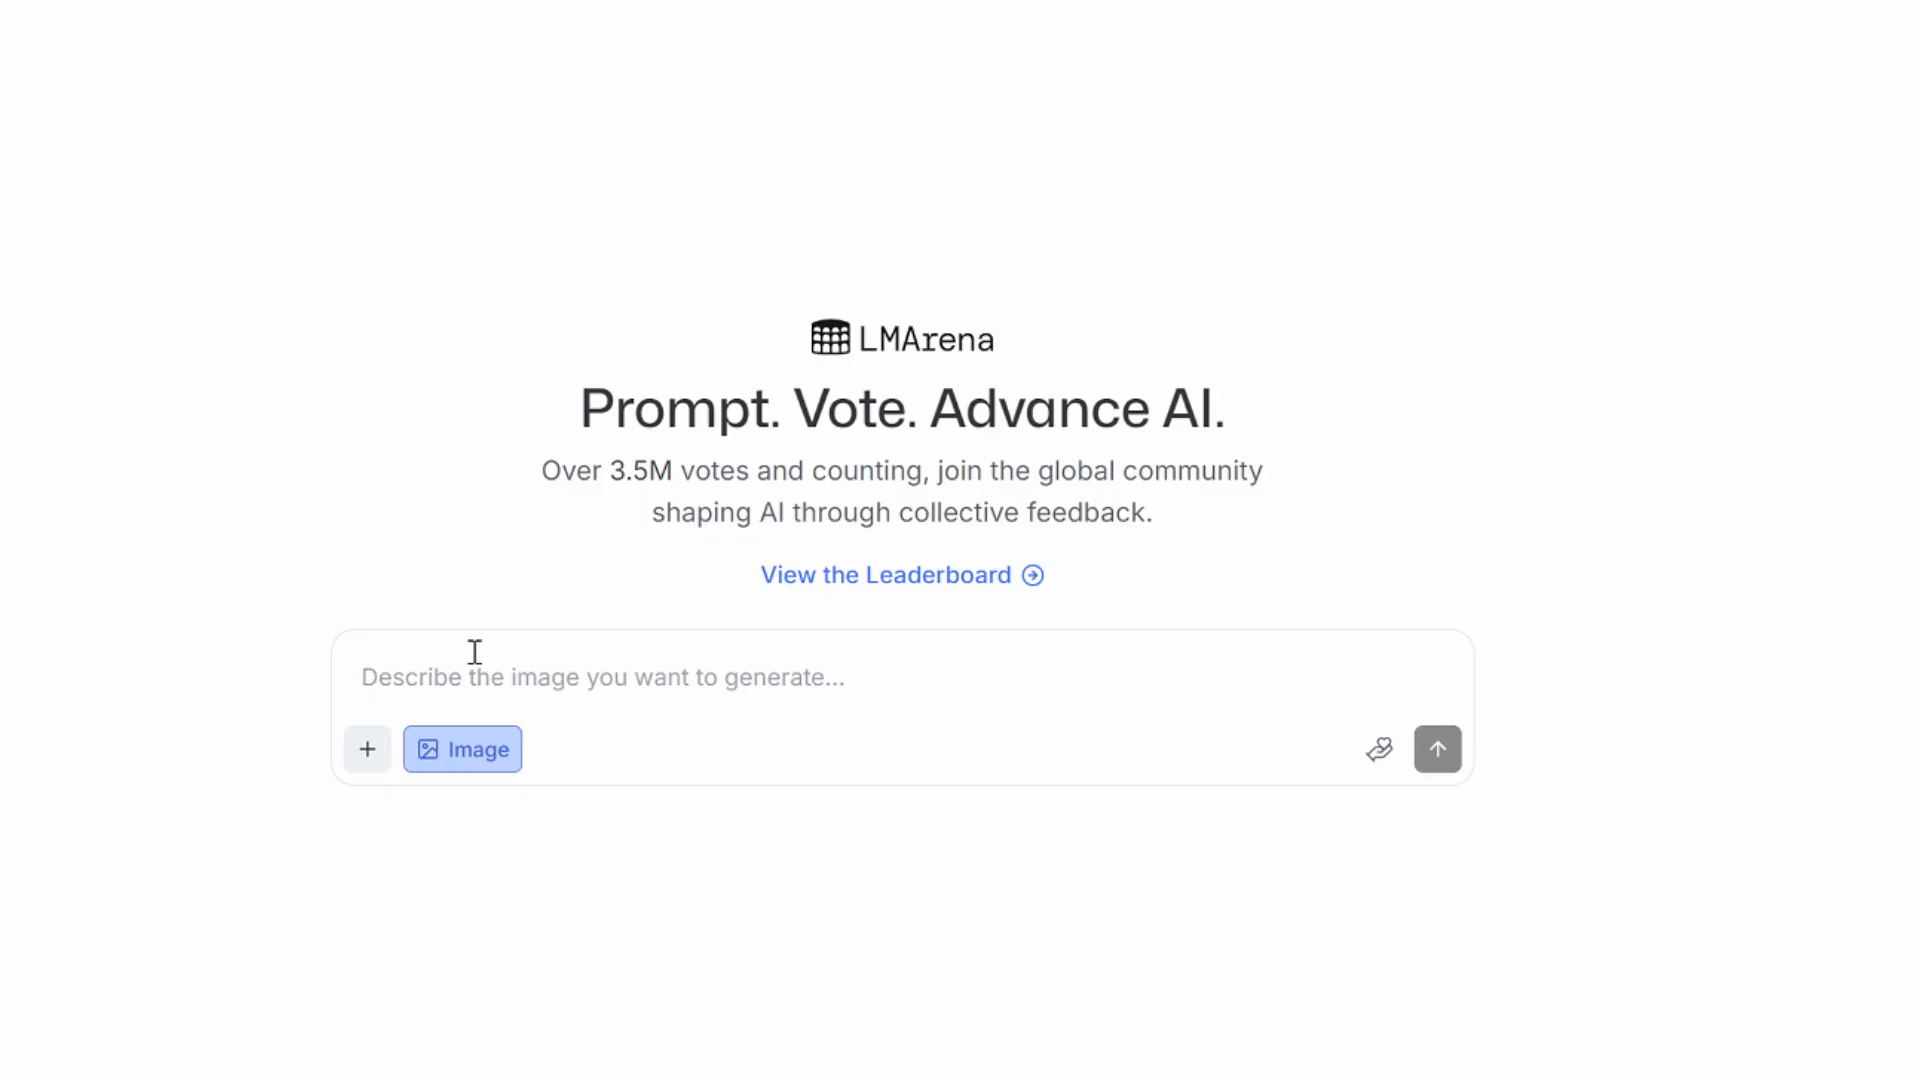 LMArena
Prompt. Vote. Advance AI.
Over 3.5M votes and counting, join the global community
shaping AI through collective feedback.
View the Leaderboard
Describe the image you want to generate...
Image